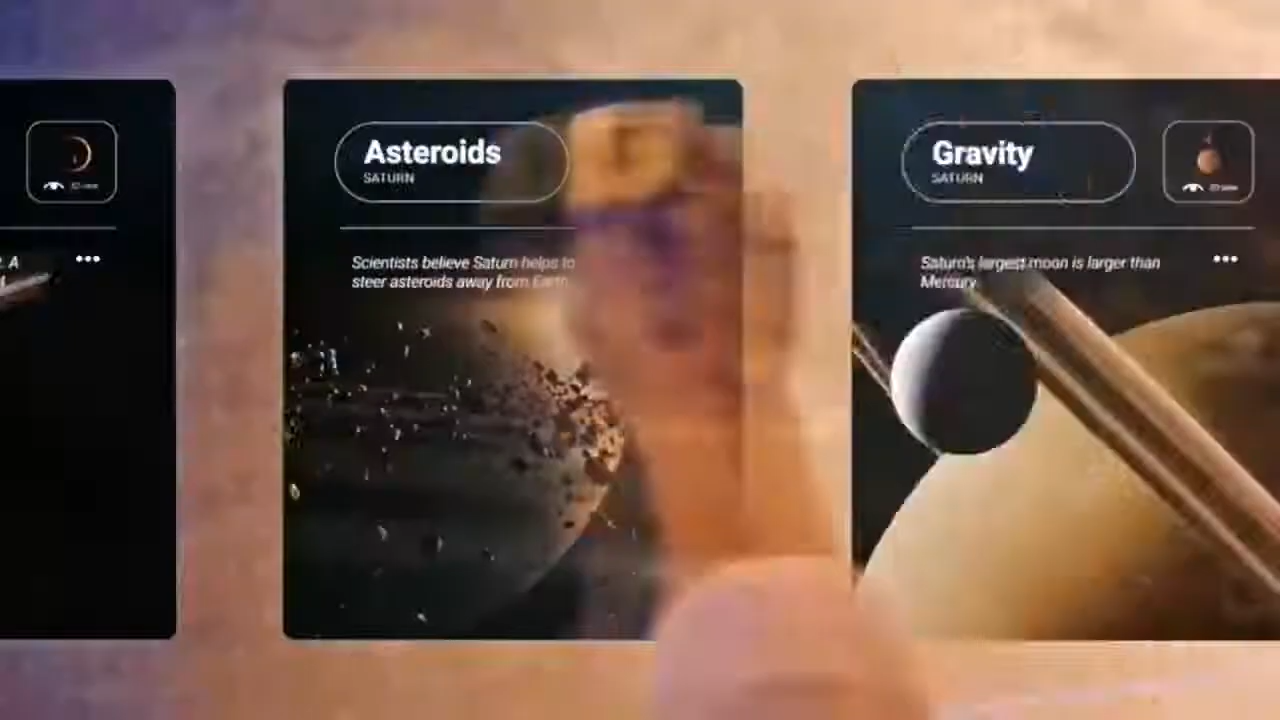 . A
Asteroids
SATURN
Scientists believe Saturn helps to
steer asteroids away from Earth.
Gravity
SATURN
Saturn's largest moon is larger than
Mercury.